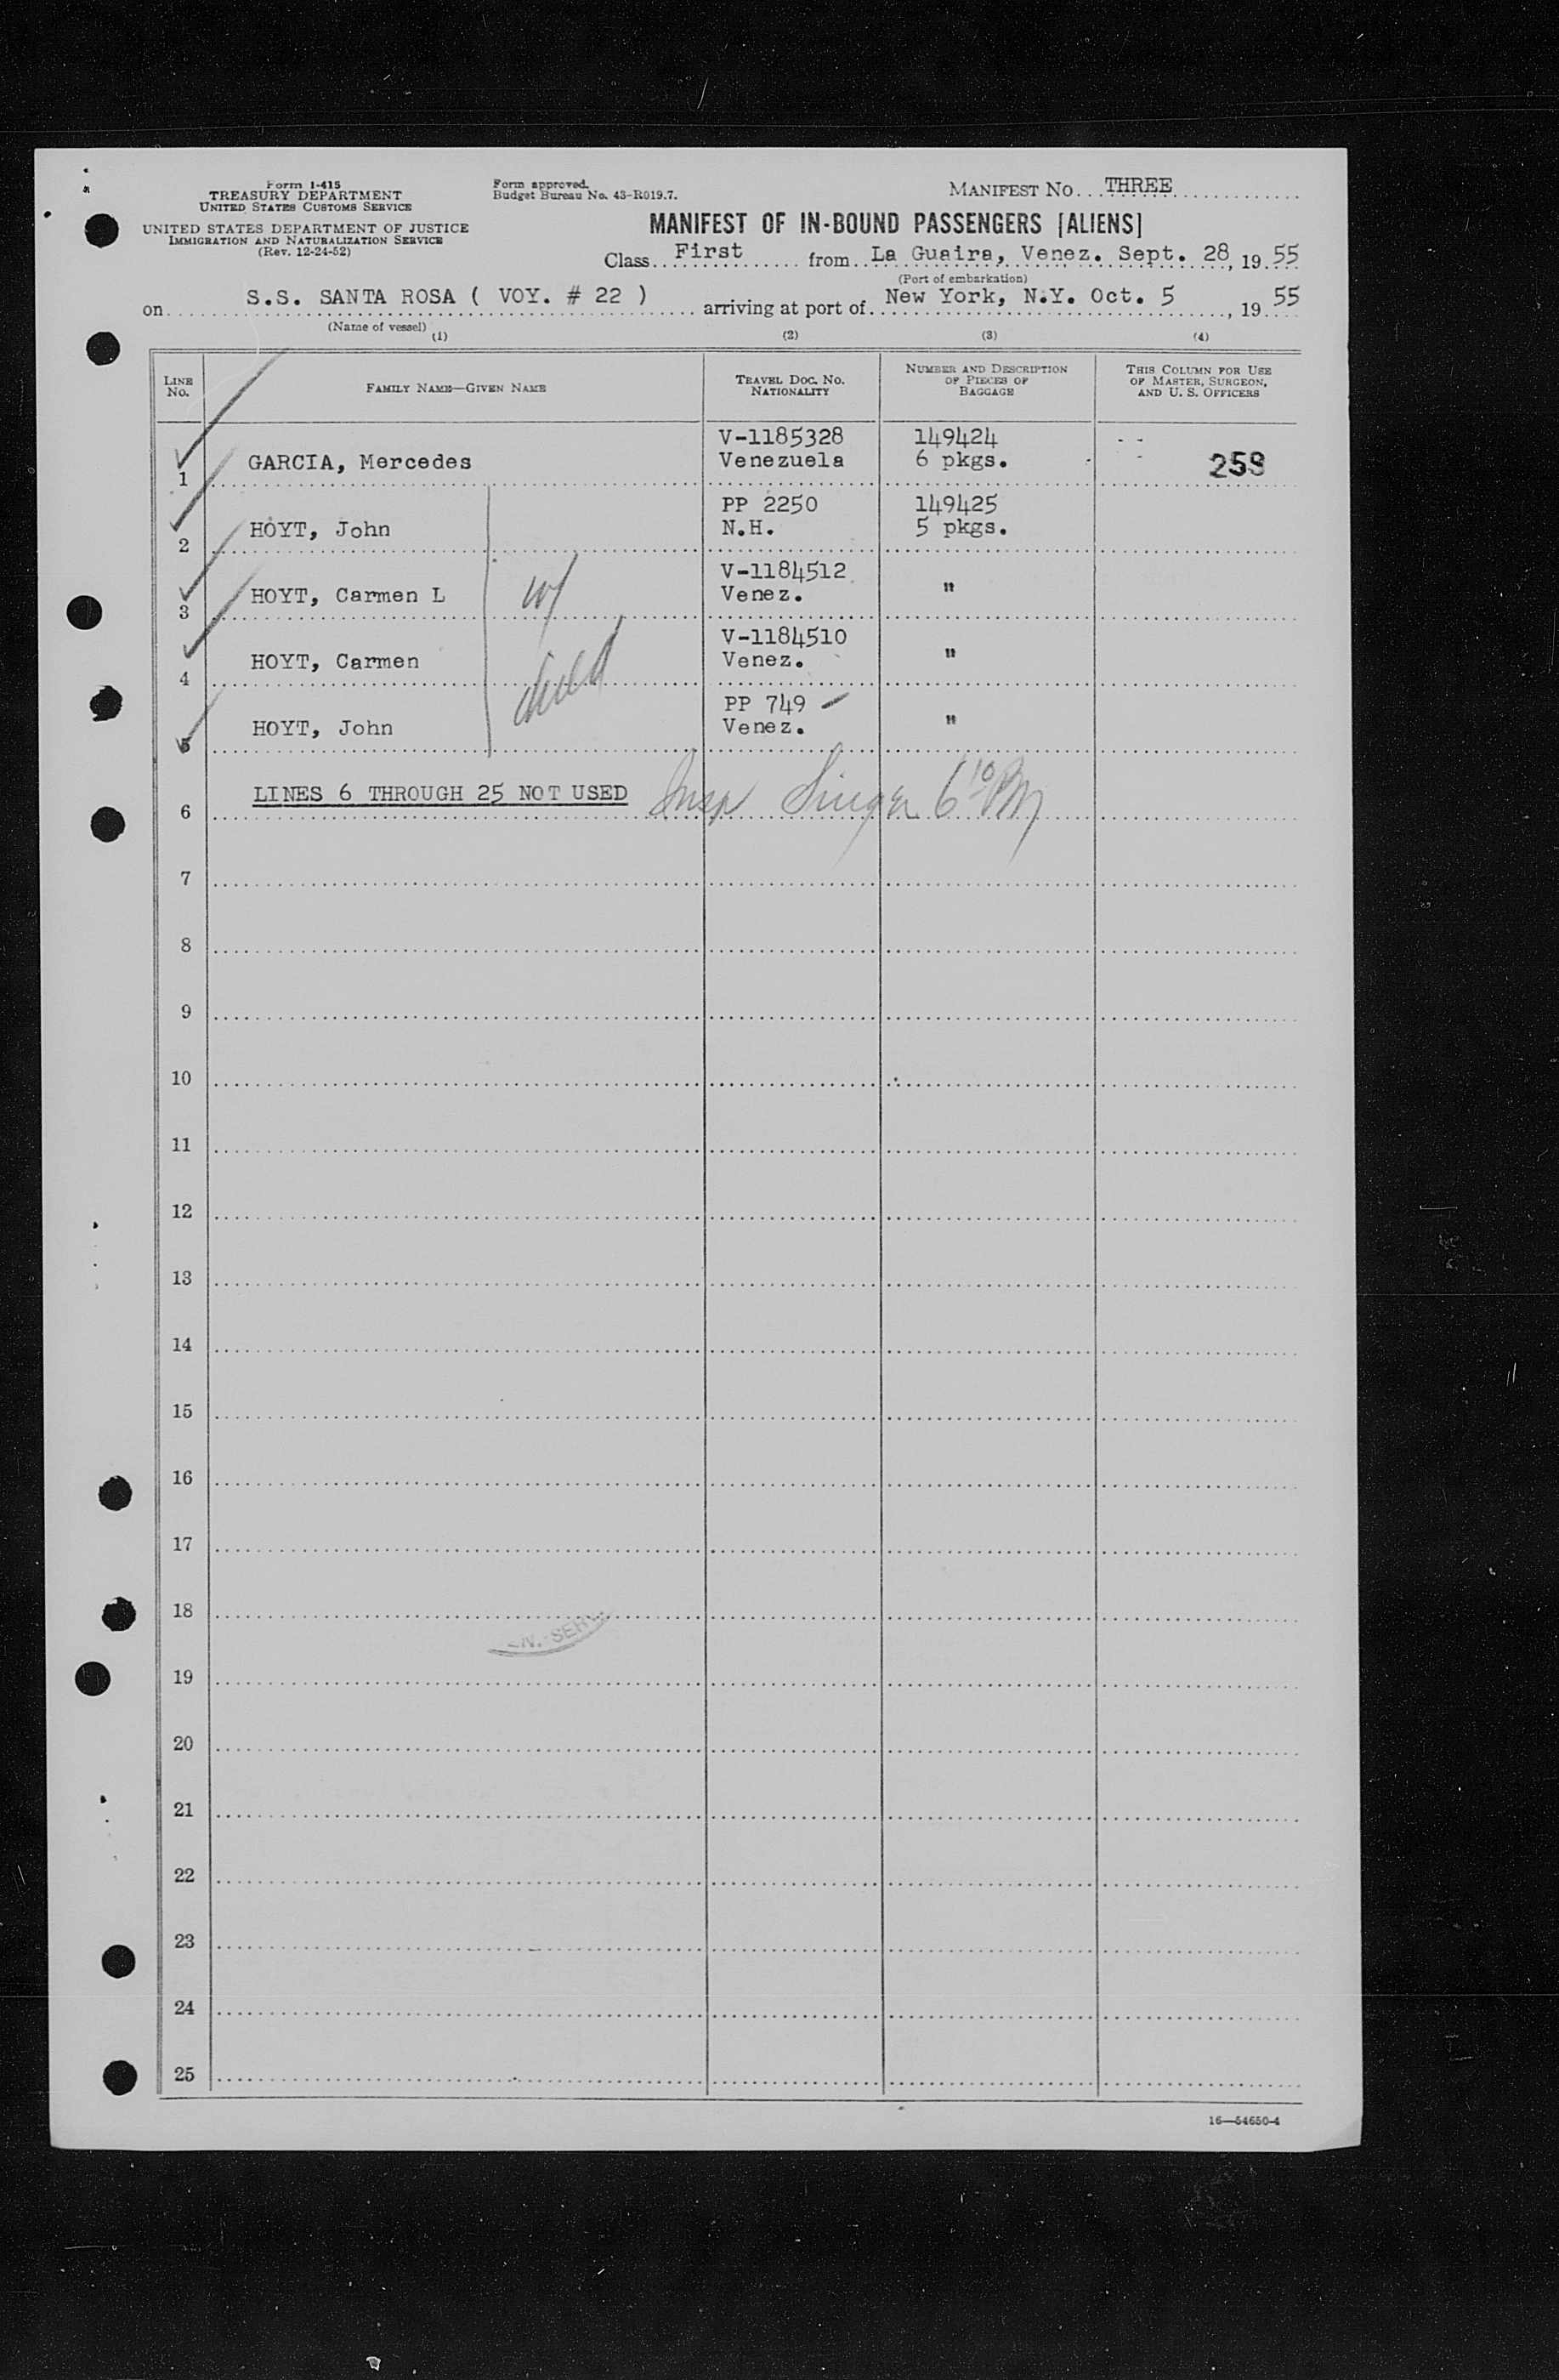 Form I-415
TREASURY DEPARTMENT
UNITED STATES CUSTOMS SERVICE
UNITED STATES DEPARTMENT OF JUSTICE
IMMIGRATION AND NATURALIZATION SERVICE
(Rev. 12-24-52)
Form approved.
Budget Bureau No. 43-R019.7.
MANIFEST NO. THREE
MANIFEST OF IN-BOUND PASSENGERS [ALIENS]
Class First from La Guaira, Venez. Sept. 28, 1955
(Port of embarkation)
on S.S. SANTA ROSA ( VOY. # 22 ) arriving at port of New York, N.Y. Oct. 5, 1955
(Name of vessel)
(1) (2) (3) (4)
LINE NO. FAMILY NAME—GIVEN NAME TRAVEL DOC. NO. NATIONALITY NUMBER AND DESCRIPTION OF PIECES OF BAGGAGE THIS COLUMN FOR USE OF MASTER, SURGEON, AND U. S. OFFICERS
V-1185328 149424
1 GARCIA, Mercedes Venezuela 6 pkgs. 258
PP 2250 149425
2 HOYT, John N.H. 5 pkgs.
V-1184512
3 HOYT, Carmen L w/ Venez. "
V-1184510
4 HOYT, Carmen child Venez. "
PP 749
5 HOYT, John Venez. "
6 LINES 6 THROUGH 25 NOT USED Insp Singer 6 10 PM
7
8
9
10
11
12
13
14
15
16
17
18
19
20
21
22
23
24
25
16—54650-4